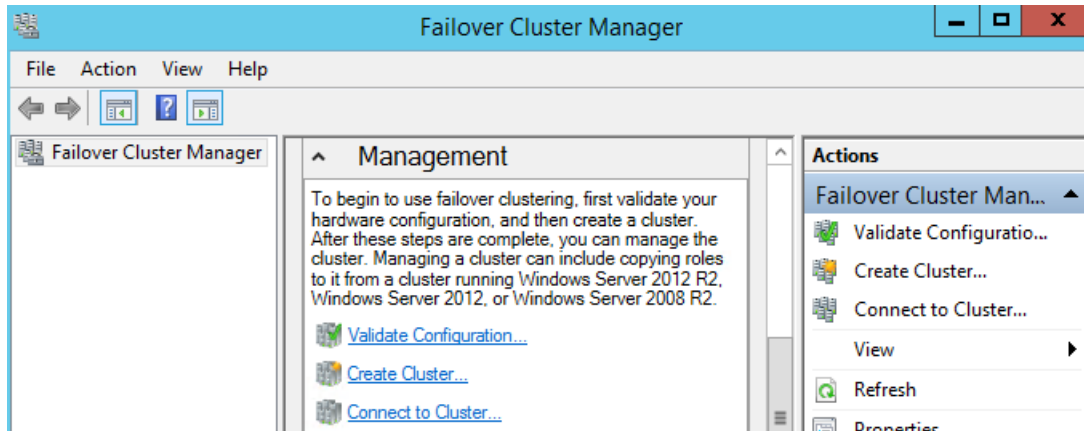 Failover Cluster Manager
File Action View Help
Failover Cluster Manager
Management
To begin to use failover clustering, first validate your
hardware configuration, and then create a cluster.
After these steps are complete, you can manage the
cluster. Managing a cluster can include copying roles
to it from a cluster running Windows Server 2012 R2,
Windows Server 2012, or Windows Server 2008 R2.
Validate Configuration...
Create Cluster...
Connect to Cluster...
Actions
Failover Cluster Man...
Validate Configuratio...
Create Cluster...
Connect to Cluster...
View
Refresh
Properties